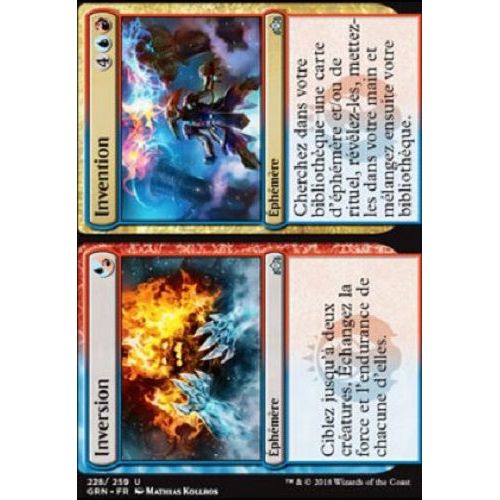 Inversion
Éphémère
Ciblez jusqu'à deux
créatures. Échangez la
force et l'endurance de
chacune d'elles.
Invention
4
Éphémère
Cherchez dans votre
bibliothèque une carte
d'éphémère et/ou de
rituel, révélez-les, mettez-
les dans votre main et
mélangez ensuite votre
bibliothèque.
228/ 259 U
GRN • FR Mathias Kollros
™ & © 2018 Wizards of the Coast